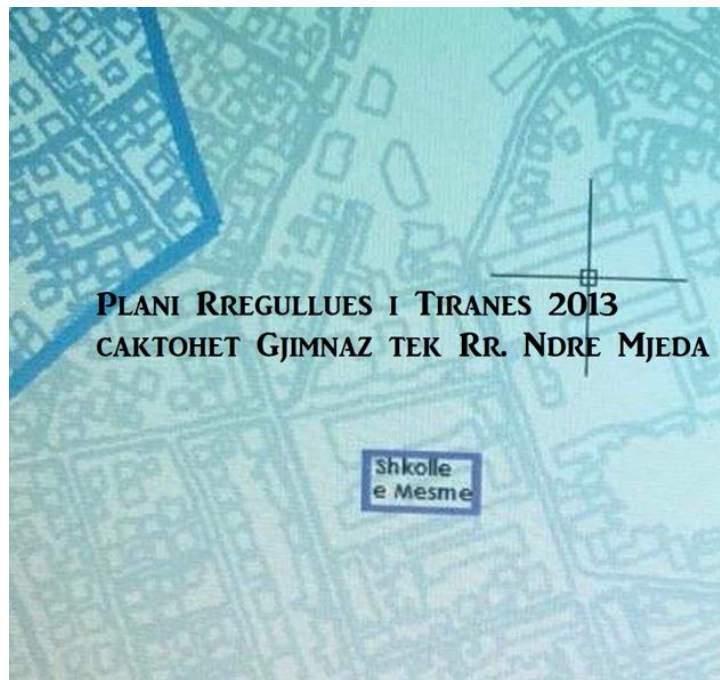 PLANI RREGULLUES I TIRANES 2013
CAKTOHET GJIMNAZ TEK RR. NDRE MJEDA
Shkolle
e Mesme